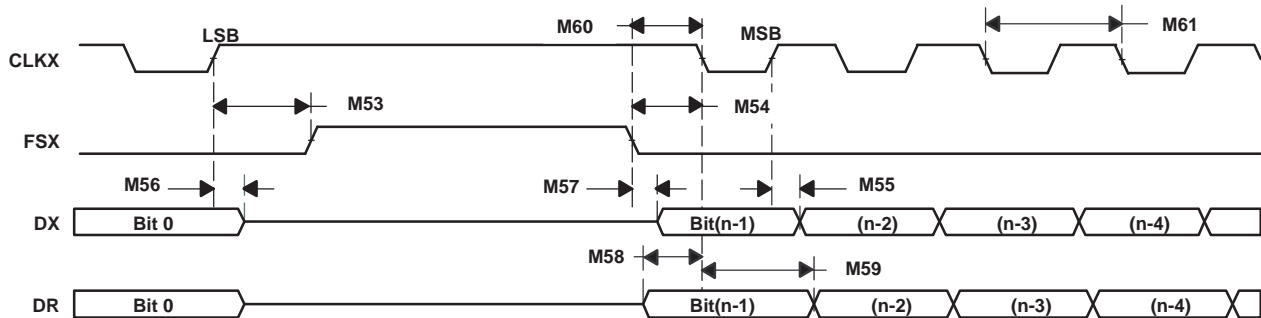 LSB M60 MSB M61
CLKX
M53 M54
FSX
M56 M57 M55
DX Bit 0 Bit(n-1) (n-2) (n-3) (n-4)
M58 M59
DR Bit 0 Bit(n-1) (n-2) (n-3) (n-4)